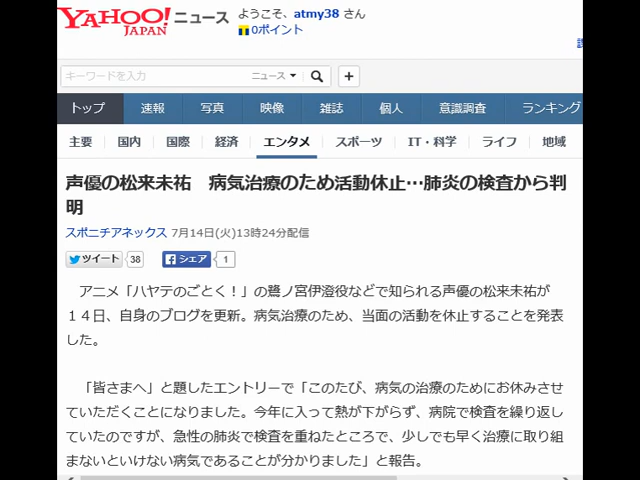 YAHOO! ニュース ようこそ、atmy38 さん
JAPAN 0ポイント
キーワードを入力 ニュース
トップ 速報 写真 映像 雑誌 個人 意識調査 ランキング
主要 国内 国際 経済 エンタメ スポーツ IT・科学 ライフ 地域
声優の松来未祐 病気治療のため活動休止…肺炎の検査から判
明
スポニチアネックス 7月14日(火)13時24分配信
ツイート 38 シェア 1
アニメ「ハヤテのごとく！」の鷺ノ宮伊澄役などで知られる声優の松来未祐が
１４日、自身のブログを更新。病気治療のため、当面の活動を休止することを発表
した。
「皆さまへ」と題したエントリーで「このたび、病気の治療のためにお休みさせ
ていただくことになりました。今年に入って熱が下がらず、病院で検査を繰り返し
ていたのですが、急性の肺炎で検査を重ねたところで、少しでも早く治療に取り組
まないといけない病気であることが分かりました」と報告。